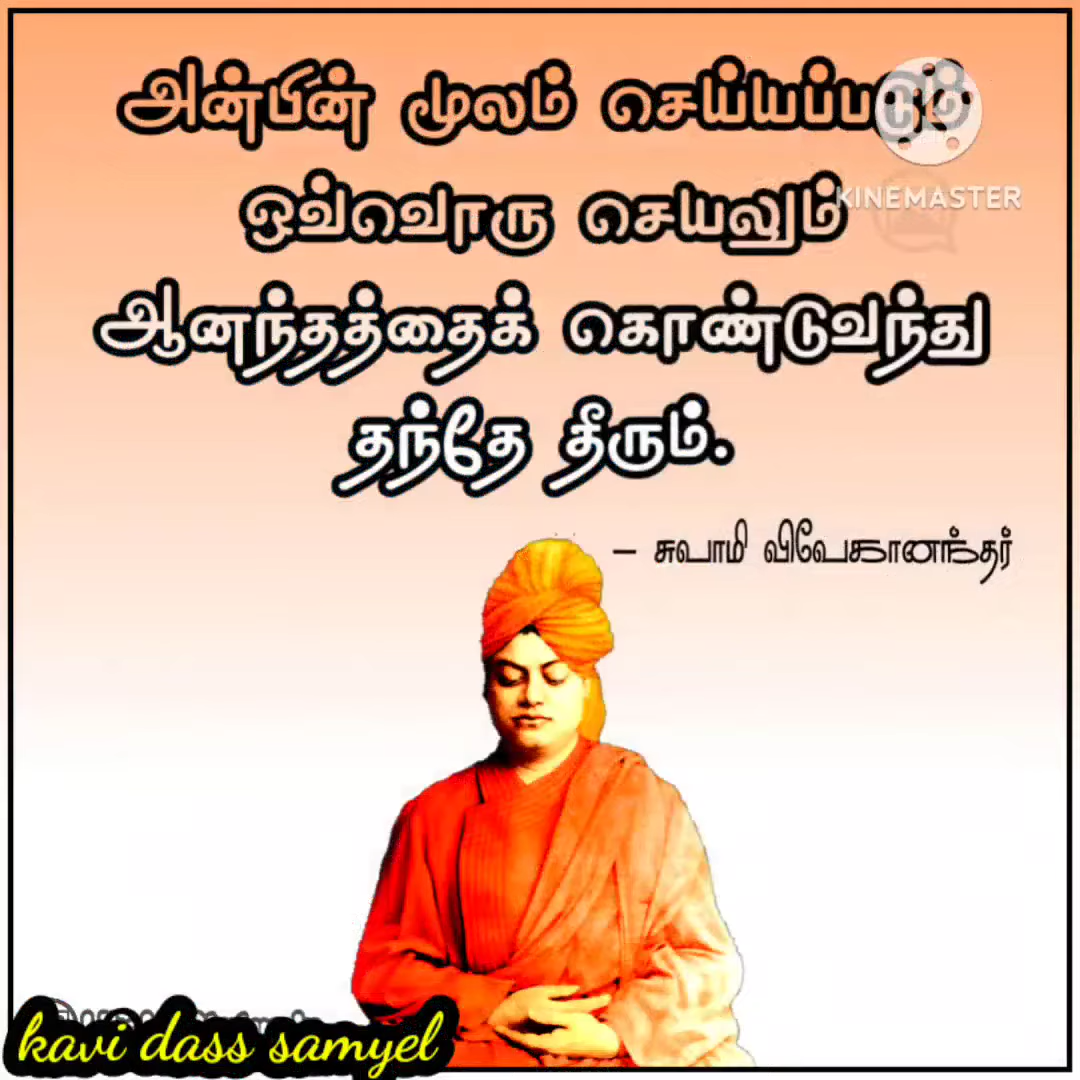 அன்பின் மூலம் செய்யப்படும்
KINEMASTER
ஒவ்வொரு செயலும்
ஆனந்தத்தைக் கொண்டுவந்து
தந்தே தீரும்.
– சுவாமி விவேகானந்தர்
kavi dass samyel